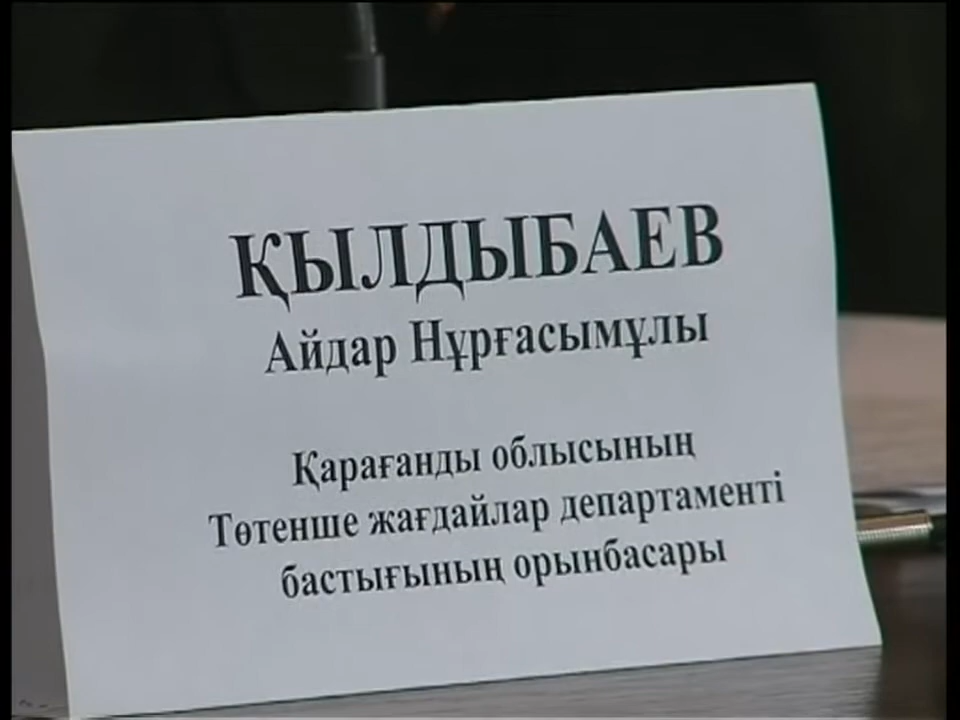 ҚЫЛДЫБАЕВ
Айдар Нұрғасымұлы
Қарағанды облысының
Төтенше жағдайлар департаменті
бастығының орынбасары